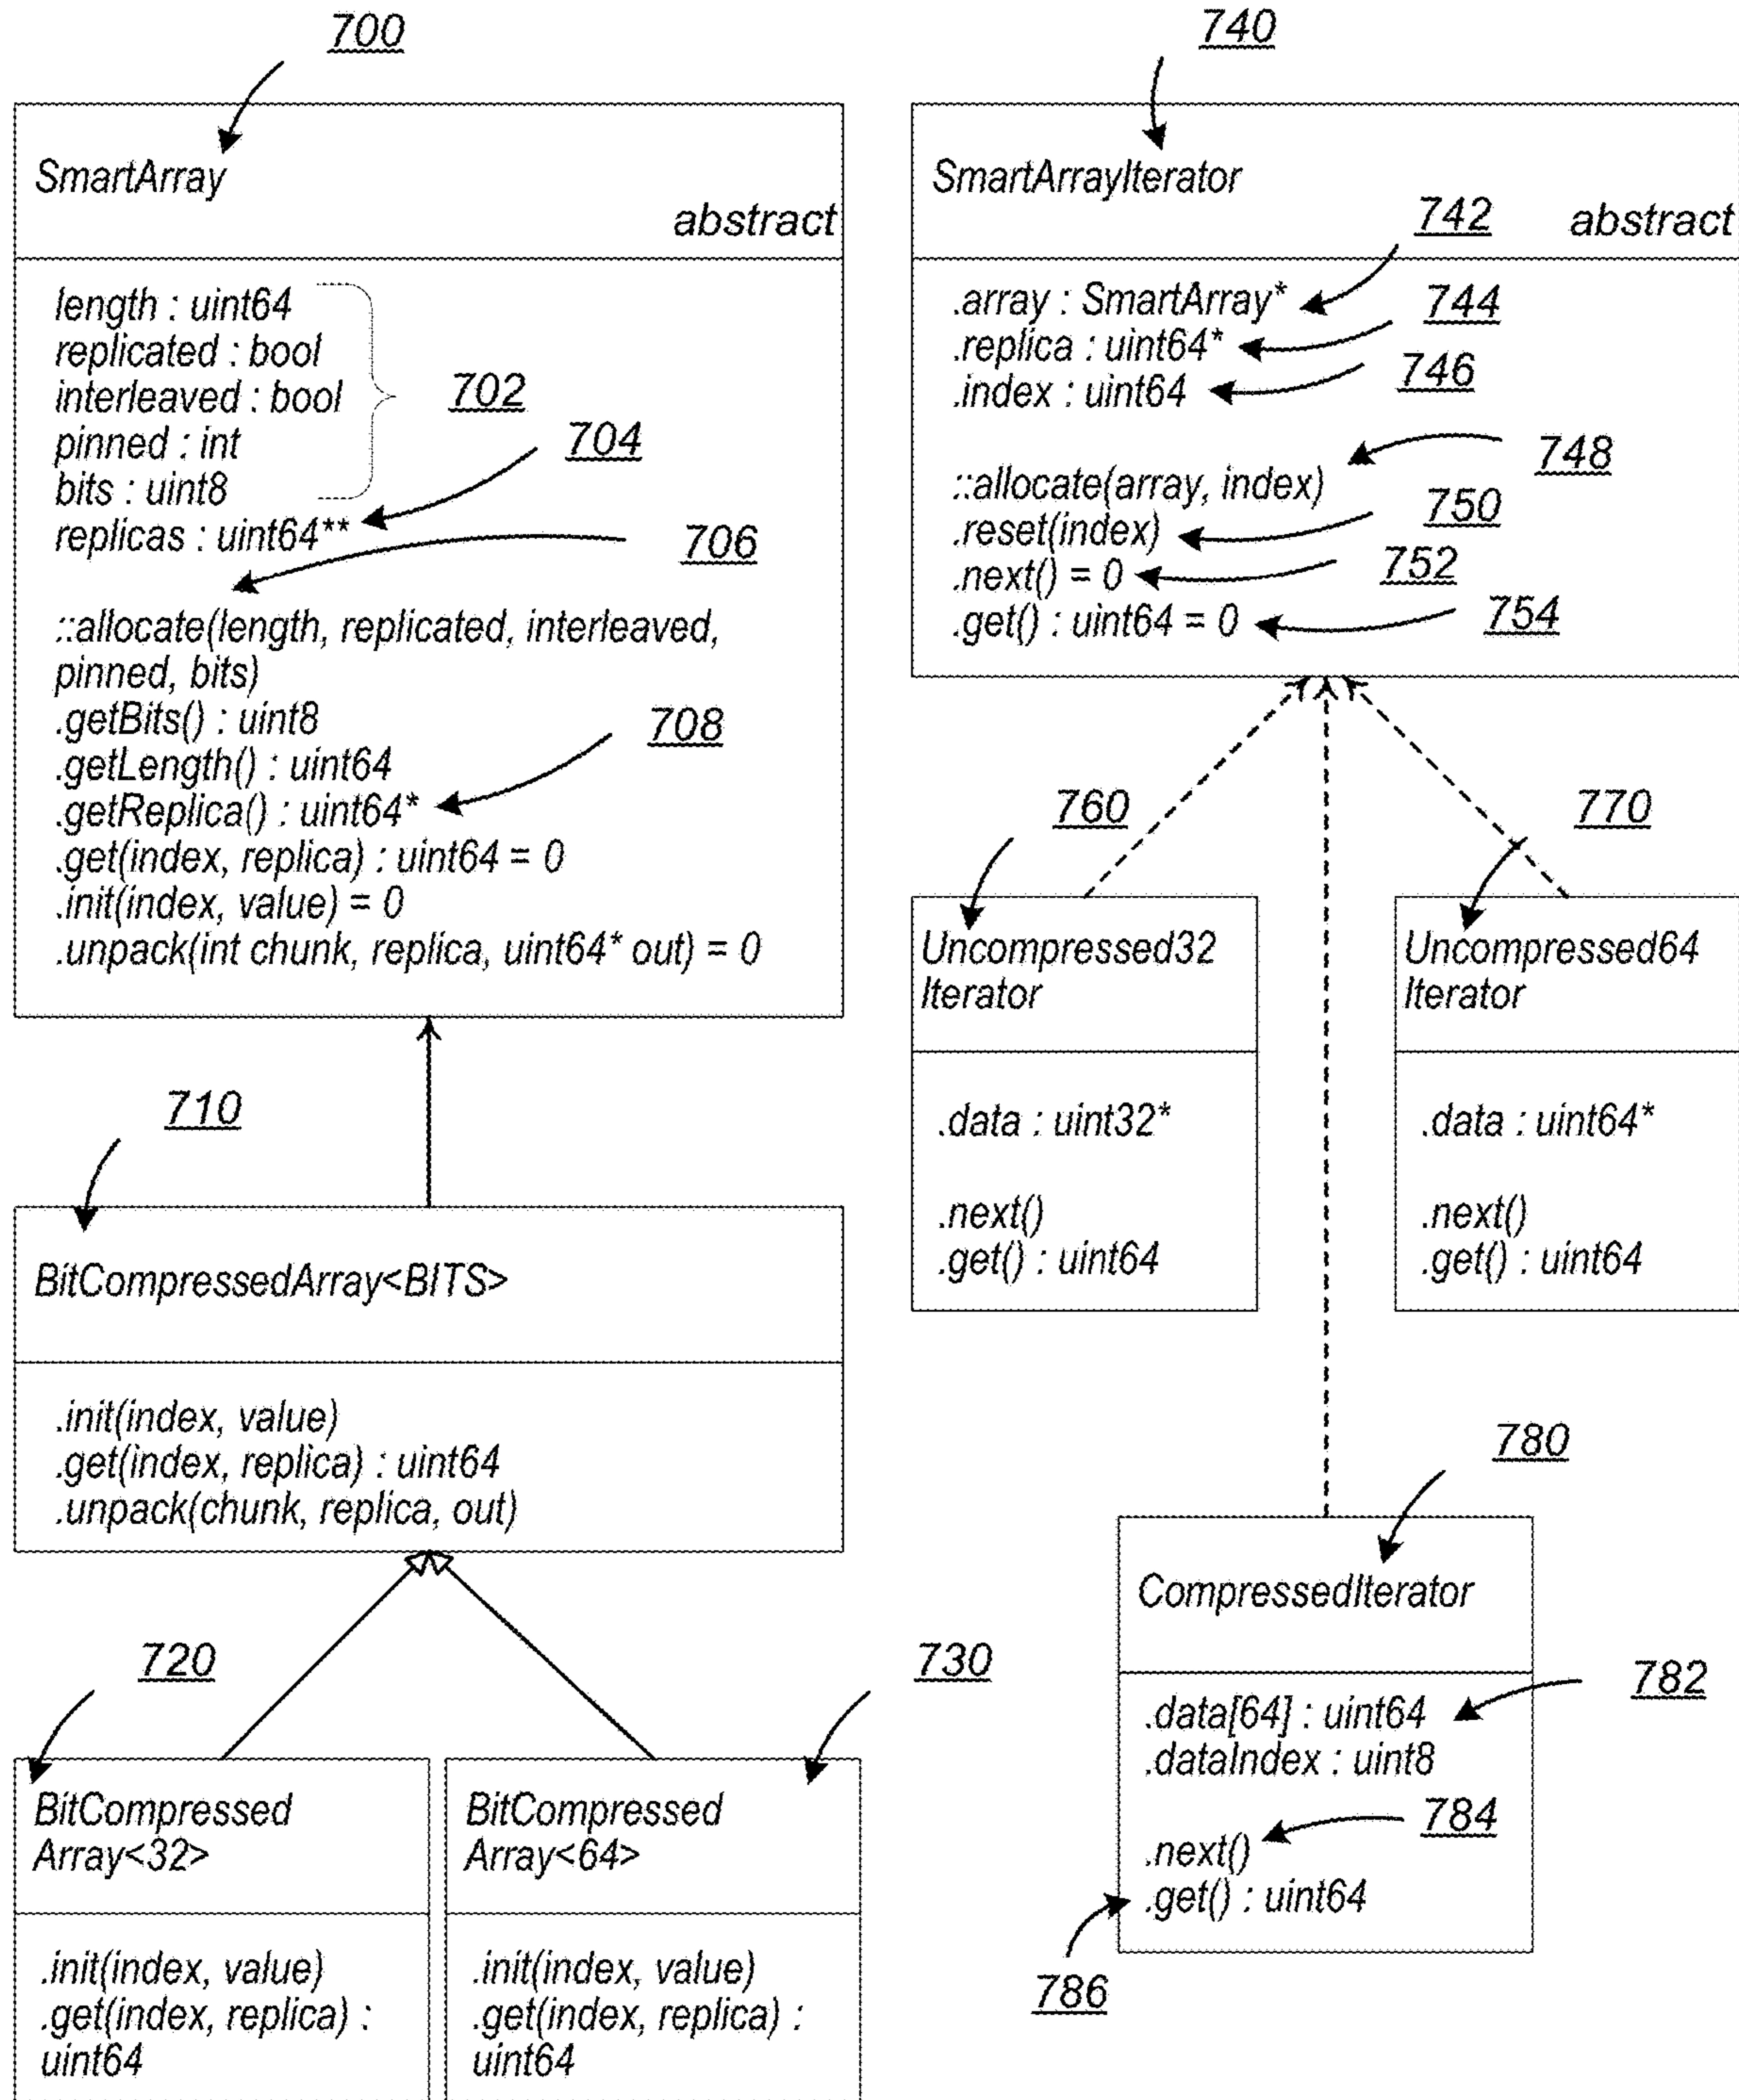 700
SmartArray
abstract
length : uint64
replicated : bool
interleaved : bool
pinned : int
bits : uint8
702
704
replicas : uint64**
706
::allocate(length, replicated, interleaved,
pinned, bits)
.getBits() : uint8
708
.getLength() : uint64
.getReplica() : uint64*
.get(index, replica) : uint64 = 0
.init(index, value) = 0
.unpack(int chunk, replica, uint64* out) = 0
710
BitCompressedArray<BITS>
.init(index, value)
.get(index, replica) : uint64
.unpack(chunk, replica, out)
720
BitCompressed
Array<32>
.init(index, value)
.get(index, replica) :
uint64
730
BitCompressed
Array<64>
.init(index, value)
.get(index, replica) :
uint64
740
SmartArrayIterator
742
abstract
.array : SmartArray*
744
.replica : uint64*
746
.index : uint64
748
::allocate(array, index)
750
.reset(index)
752
.next() = 0
754
.get() : uint64 = 0
760
Uncompressed32
Iterator
.data : uint32*
.next()
.get() : uint64
770
Uncompressed64
Iterator
.data : uint64*
.next()
.get() : uint64
780
CompressedIterator
782
.data[64] : uint64
.dataIndex : uint8
784
.next()
.get() : uint64
786